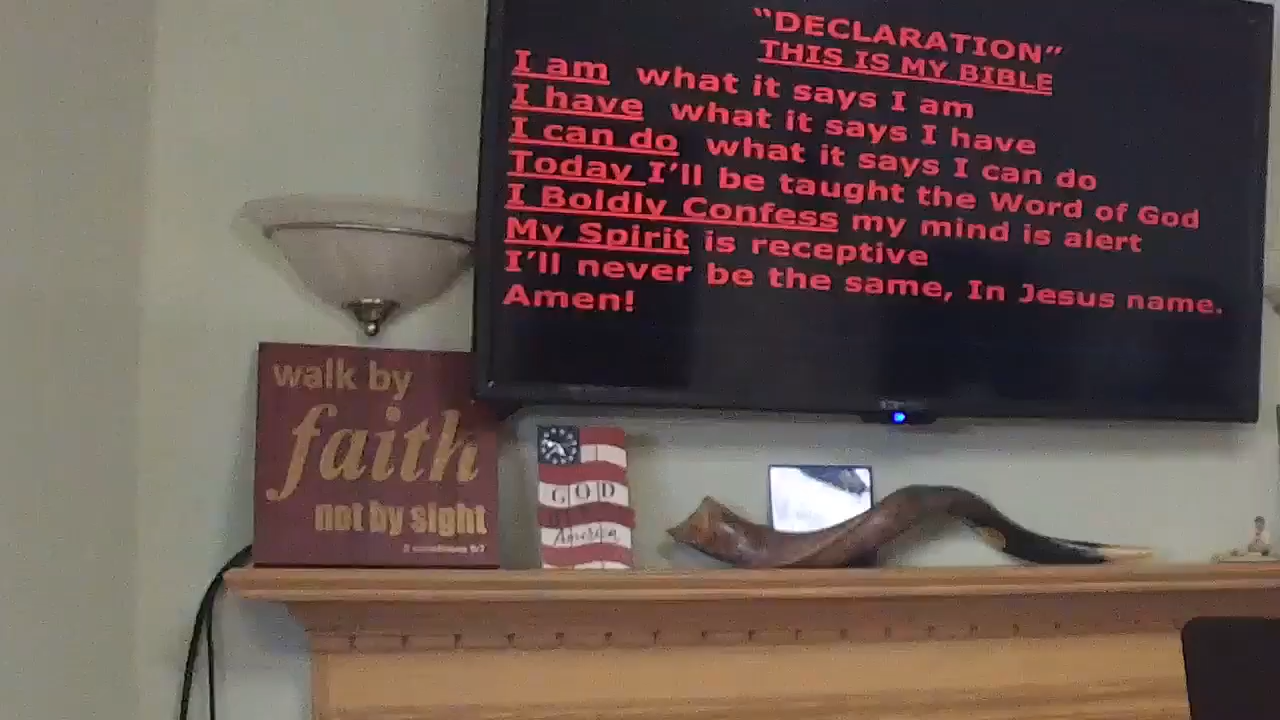 “DECLARATION”
THIS IS MY BIBLE
I am what it says I am
I have what it says I have
I can do what it says I can do
Today I’ll be taught the Word of God
I Boldly Confess my mind is alert
My Spirit is receptive
I’ll never be the same, In Jesus name.
Amen!
walk by
faith
not by sight
GOD
America